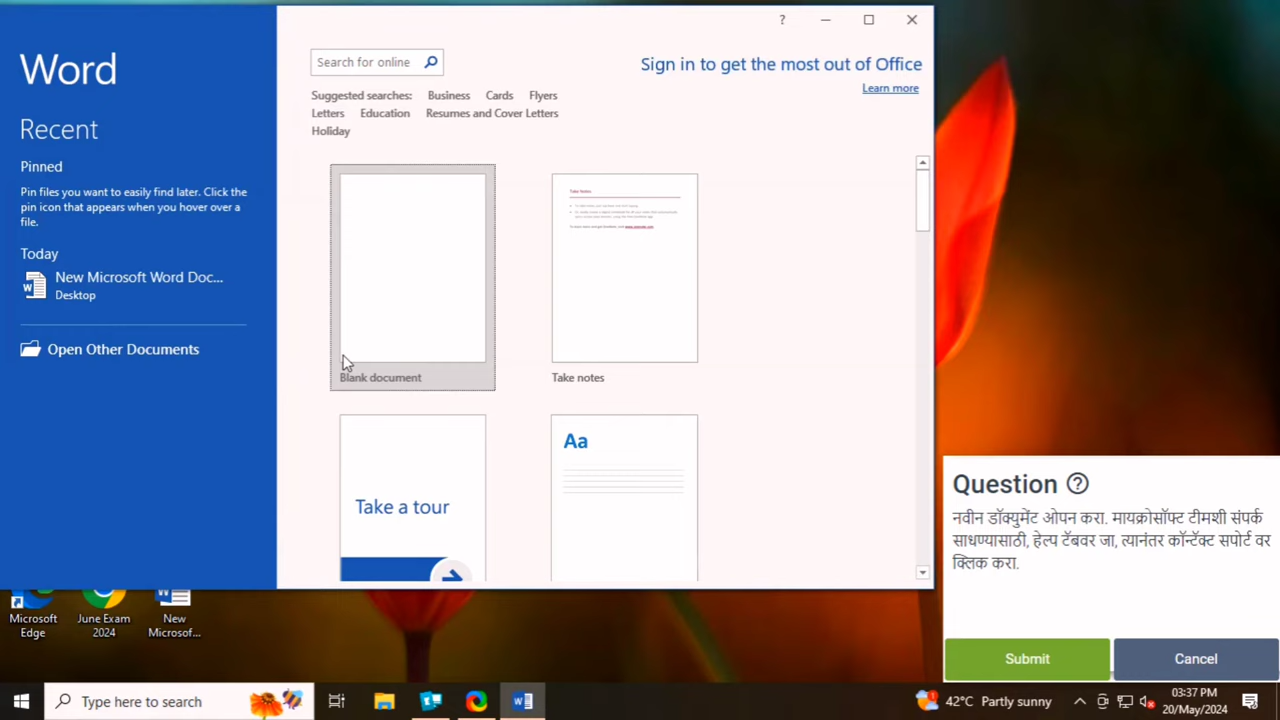 Word
Recent
Pinned
Pin files you want to easily find later. Click the
pin icon that appears when you hover over a
file.
Today
New Microsoft Word Doc...
Desktop
Open Other Documents
?
Search for online
Sign in to get the most out of Office
Learn more
Suggested searches: Business Cards Flyers
Letters Education Resumes and Cover Letters
Holiday
Take Notes
Blank document
Take notes
Take a tour
Aa
Question ?
नवीन डॉक्युमेंट ओपन करा. मायक्रोसॉफ्ट टीमशी संपर्क
साधण्यासाठी, हेल्प टॅबवर जा, त्यानंतर कॉन्टॅक्ट सपोर्ट वर
क्लिक करा.
Submit
Cancel
Microsoft
Edge
June Exam
2024
New
Microsof...
Type here to search
42°C Partly sunny
03:37 PM
20/May/2024